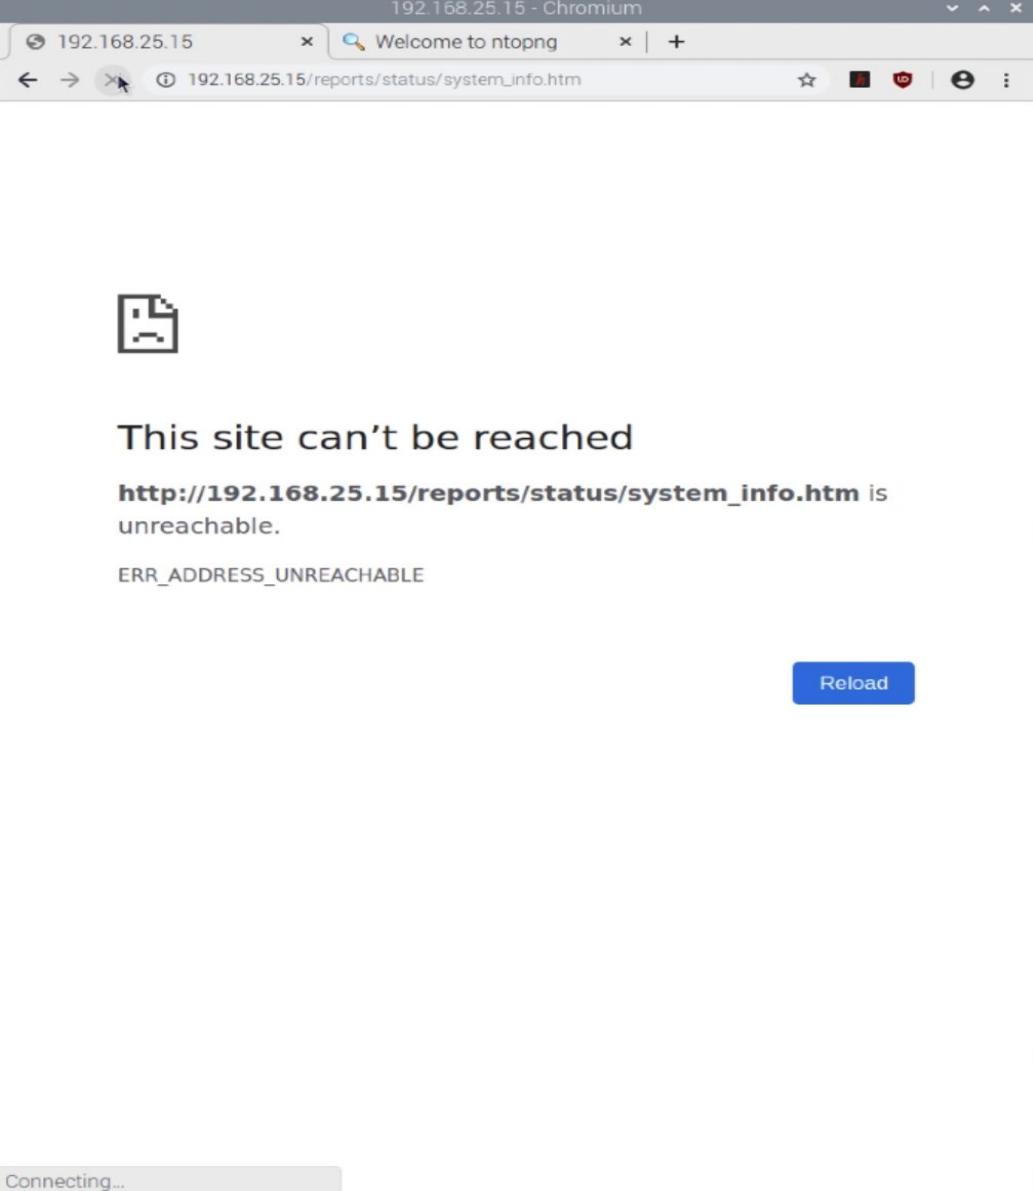 192.168.25.15 - Chromium
192.168.25.15
Welcome to ntopng
192.168.25.15/reports/status/system_info.htm
This site can’t be reached
http://192.168.25.15/reports/status/system_info.htm is
unreachable.
ERR_ADDRESS_UNREACHABLE
Reload
Connecting...